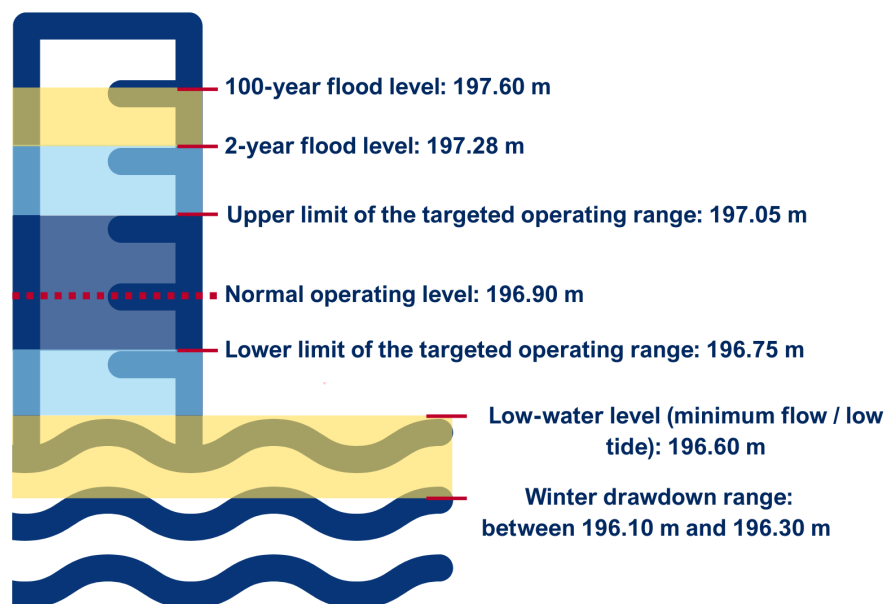 100-year flood level: 197.60 m
2-year flood level: 197.28 m
Upper limit of the targeted operating range: 197.05 m
Normal operating level: 196.90 m
Lower limit of the targeted operating range: 196.75 m
Low-water level (minimum flow / low
tide): 196.60 m
Winter drawdown range:
between 196.10 m and 196.30 m